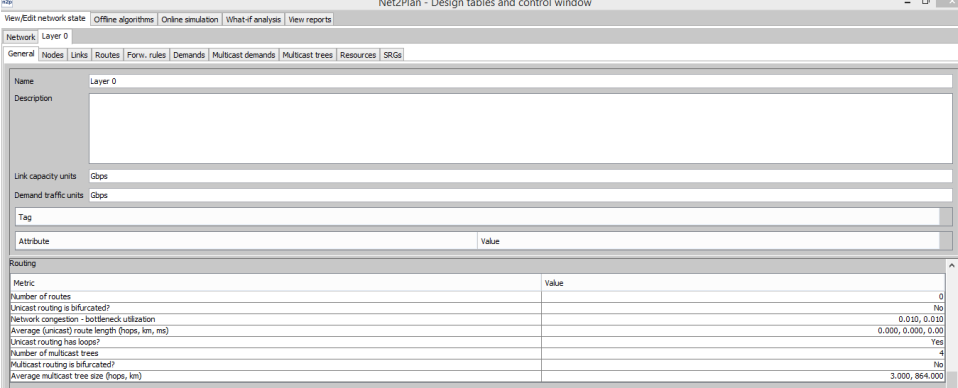 n2p Net2Plan - Design tables and control window
View/Edit network state Offline algorithms Online simulation What-if analysis View reports
Network Layer 0
General Nodes Links Routes Forw. rules Demands Multicast demands Multicast trees Resources SRGs
Name Layer 0
Description
Link capacity units Gbps
Demand traffic units Gbps
Tag
Attribute Value
Routing
Metric Value
Number of routes 0
Unicast routing is bifurcated? No
Network congestion - bottleneck utilization 0.010, 0.010
Average (unicast) route length (hops, km, ms) 0.000, 0.000, 0.00
Unicast routing has loops? Yes
Number of multicast trees 4
Multicast routing is bifurcated? No
Average multicast tree size (hops, km) 3.000, 864.000